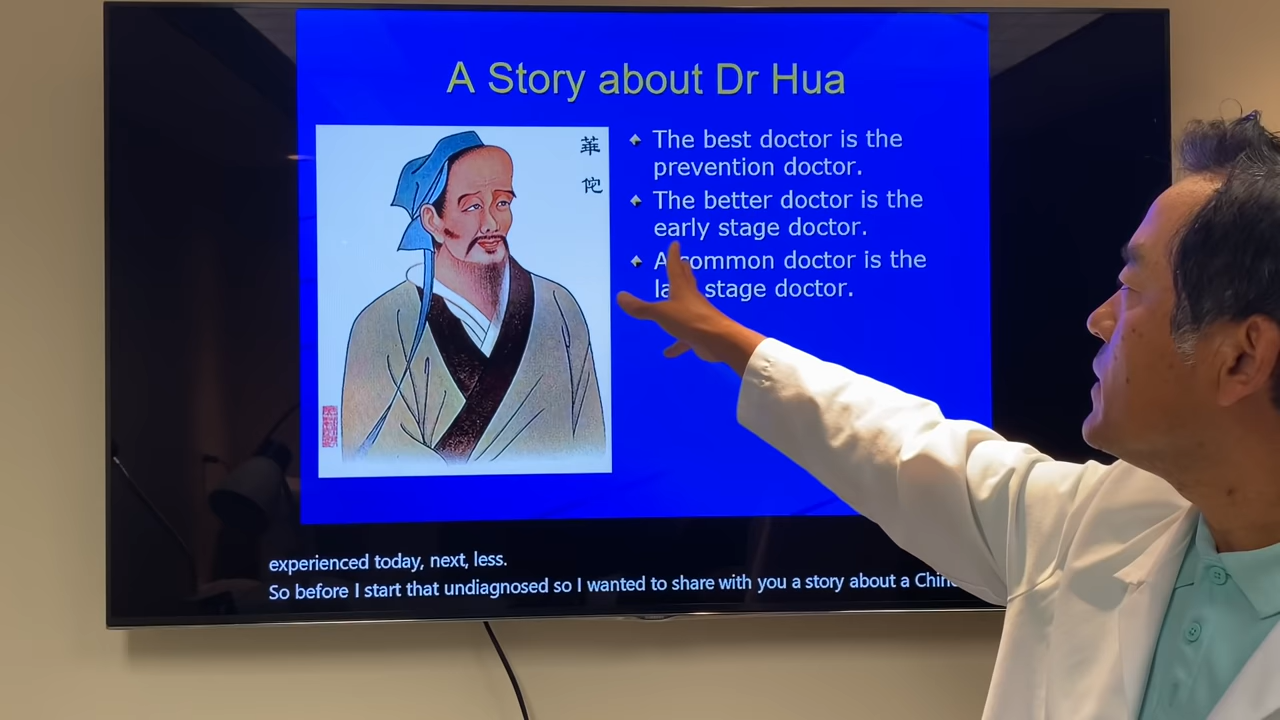 A Story about Dr Hua
華
佗
The best doctor is the
prevention doctor.
The better doctor is the
early stage doctor.
A common doctor is the
stage doctor.
experienced today, next, less.
So before I start that undiagnosed so I wanted to share with you a story about a